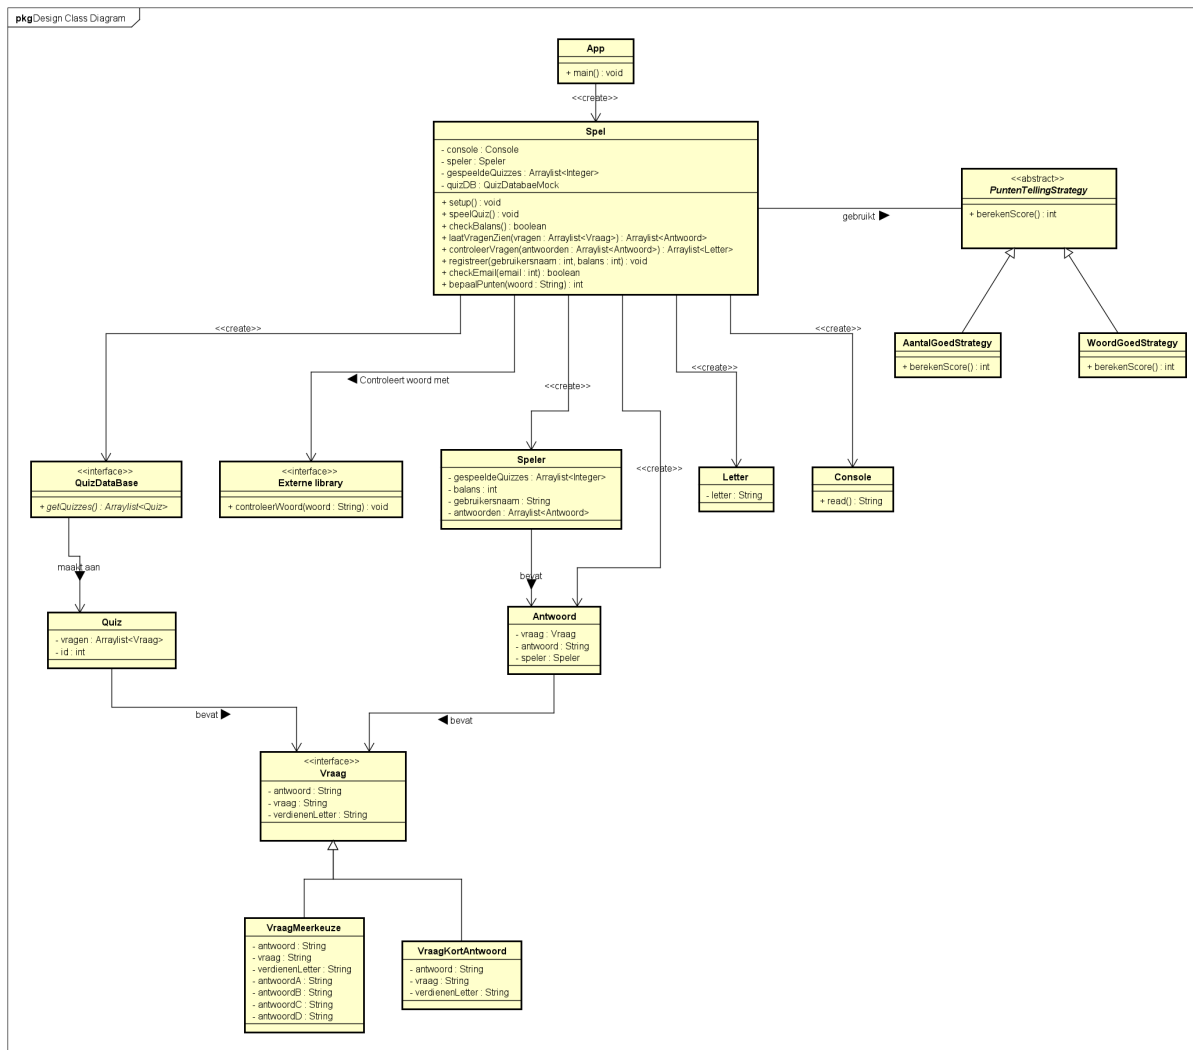 pkg Design Class Diagram
App
+ main() : void
<<create>>
Spel
- console : Console
- speler : Speler
- gespeeldeQuizzes : Arraylist<Integer>
- quizDB : QuizDatabaeMock
+ setup() : void
+ speelQuiz() : void
+ checkBalans() : boolean
+ laatVragenZien(vragen : Arraylist<Vraag>) : Arraylist<Antwoord>
+ controleerVragen(antwoorden : Arraylist<Antwoord>) : Arraylist<Letter>
+ registreer(gebruikersnaam : int, balans : int) : void
+ checkEmail(email : int) : boolean
+ bepaalPunten(woord : String) : int
gebruikt
<<abstract>>
PuntenTellingStrategy
+ berekenScore() : int
AantalGoedStrategy
+ berekenScore() : int
WoordGoedStrategy
+ berekenScore() : int
<<create>>
Controleert woord met
<<create>>
<<create>>
<<create>>
<<create>>
<<interface>>
QuizDataBase
+ getQuizzes() : Arraylist<Quiz>
<<interface>>
Externe library
+ controleerWoord(woord : String) : void
Speler
- gespeeldeQuizzes : Arraylist<Integer>
- balans : int
- gebruikersnaam : String
- antwoorden : Arraylist<Antwoord>
Letter
- letter : String
Console
+ read() : String
maakt aan
bevat
Quiz
- vragen : Arraylist<Vraag>
- id : int
Antwoord
- vraag : Vraag
- antwoord : String
- speler : Speler
bevat
bevat
<<interface>>
Vraag
- antwoord : String
- vraag : String
- verdienenLetter : String
VraagMeerkeuze
- antwoord : String
- vraag : String
- verdienenLetter : String
- antwoordA : String
- antwoordB : String
- antwoordC : String
- antwoordD : String
VraagKortAntwoord
- antwoord : String
- vraag : String
- verdienenLetter : String